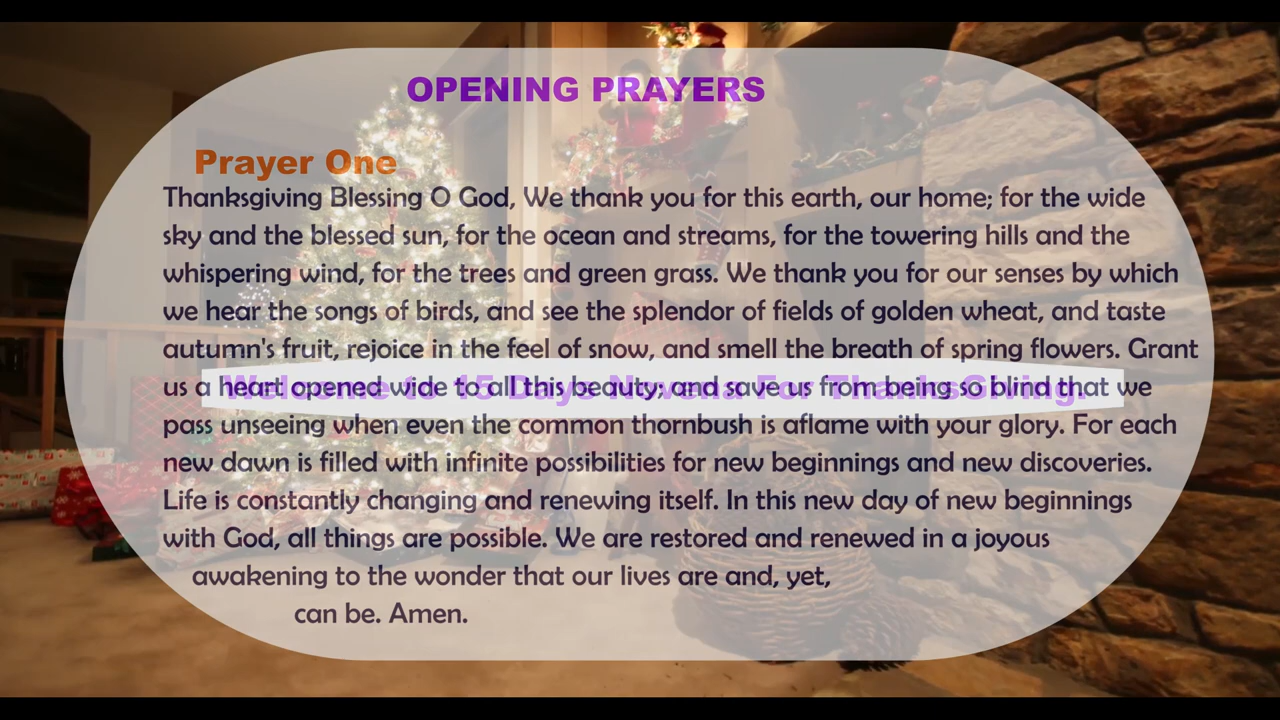 OPENING PRAYERS
Prayer One
Thanksgiving Blessing O God, We thank you for this earth, our home; for the wide
sky and the blessed sun, for the ocean and streams, for the towering hills and the
whispering wind, for the trees and green grass. We thank you for our senses by which
we hear the songs of birds, and see the splendor of fields of golden wheat, and taste
autumn's fruit, rejoice in the feel of snow, and smell the breath of spring flowers. Grant
us a heart opened wide to all this beauty; and save us from being so blind that we
Welcome to 15 Days Novena For
pass unseeing when even the common thornbush is aflame with your glory. For each
new dawn is filled with infinite possibilities for new beginnings and new discoveries.
Life is constantly changing and renewing itself. In this new day of new beginnings
with God, all things are possible. We are restored and renewed in a joyous
awakening to the wonder that our lives are and, yet,
can be. Amen.